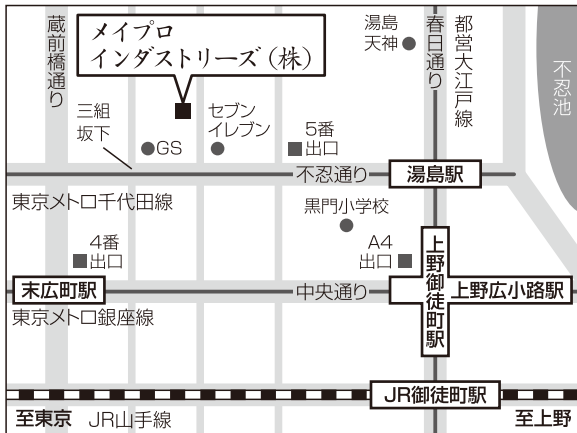 蔵前橋通り
メイプロ
インダストリーズ（株）
湯島
天神
春日通り
都営大江戸線
不忍池
三組
坂下
GS
セブン
イレブン
5番
出口
不忍通り
湯島駅
東京メトロ千代田線
黒門小学校
4番
出口
A4
出口
上野御徒町駅
末広町駅
中央通り
上野広小路駅
東京メトロ銀座線
JR御徒町駅
至東京
JR山手線
至上野